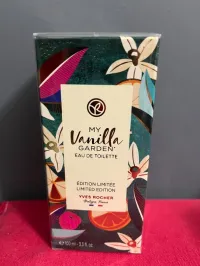 MY
Vanilla
GARDEN
EAU DE TOILETTE
ÉDITION LIMITÉE
LIMITED EDITION
YVES ROCHER